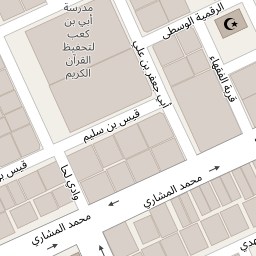 الرقمية الوسطى
مدرسة
أبي بن
كعب
لتحفيظ
القرآن
الكريم
أبي جعفر بن علي
قرية الفقهاء
قيس بن سليم
قيس بن
وادي لحا
محمد المشاري
محمد المشاري